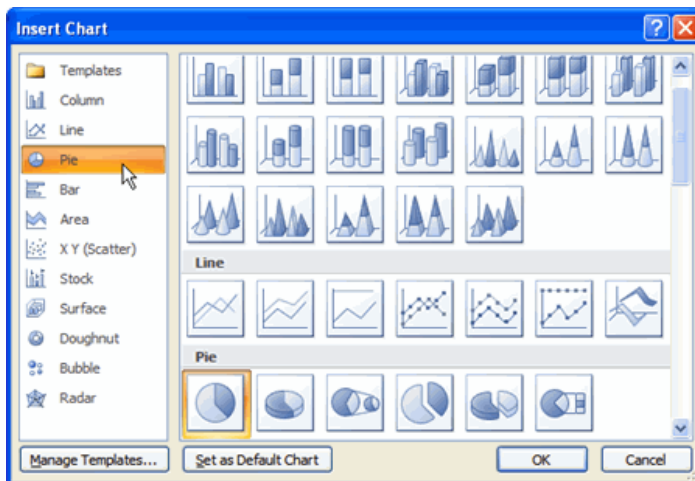 Insert Chart
Templates
Column
Line
Pie
Bar
Area
X Y (Scatter)
Stock
Surface
Doughnut
Bubble
Radar
Line
Pie
Manage Templates...
Set as Default Chart
OK
Cancel